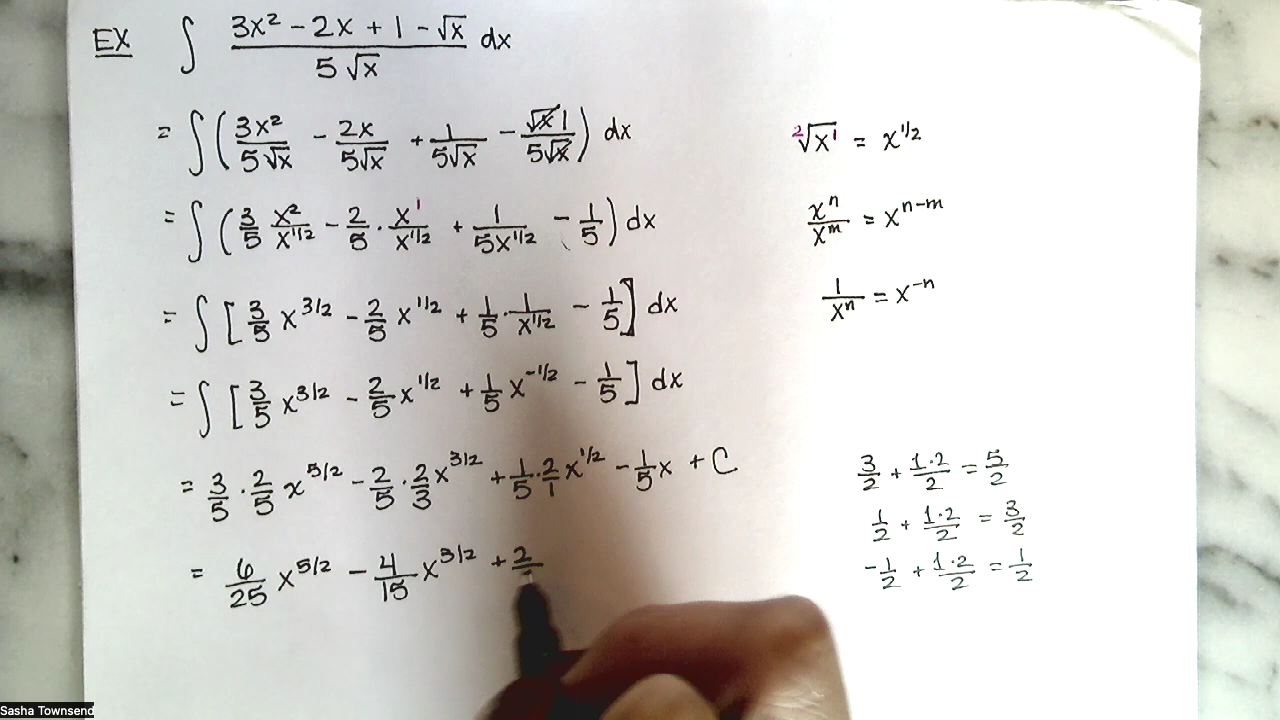 EX ∫ (3x² − 2x + 1 − √x)/(5√x) dx
= ∫ (3x²/(5√x) − 2x/(5√x) + 1/(5√x) − √x 1/(5√x)) dx
²√x¹ = x^(1/2)
= ∫ (3/5 x²/x^(1/2) − 2/5 · x¹/x^(1/2) + 1/(5x^(1/2)) − 1/5) dx
xⁿ/xᵐ = x^(n−m)
= ∫ [3/5 x^(3/2) − 2/5 x^(1/2) + 1/5 · 1/x^(1/2) − 1/5] dx
1/xⁿ = x^(−n)
= ∫ [3/5 x^(3/2) − 2/5 x^(1/2) + 1/5 x^(−1/2) − 1/5] dx
= 3/5 · 2/5 x^(5/2) − 2/5 · 2/3 x^(3/2) + 1/5 · 2/1 x^(1/2) − 1/5 x + C
3/2 + 1·2/2 = 5/2
1/2 + 1·2/2 = 3/2
−1/2 + 1·2/2 = 1/2
= 6/25 x^(5/2) − 4/15 x^(3/2) + 2/
Sasha Townsend